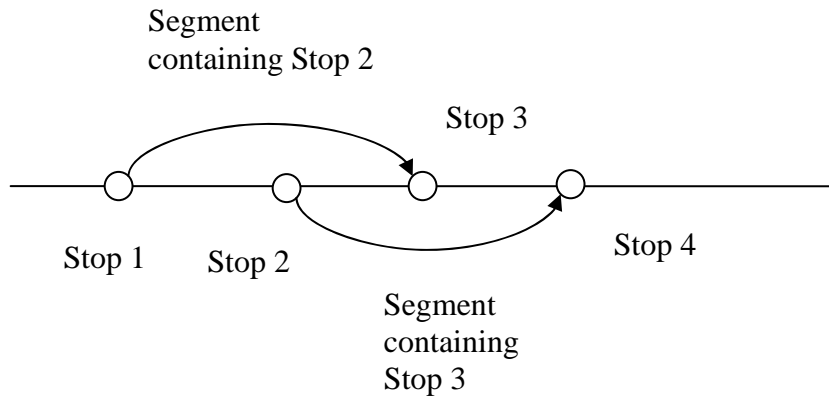 Segment
containing Stop 2
Stop 3
Stop 1
Stop 2
Stop 4
Segment
containing
Stop 3